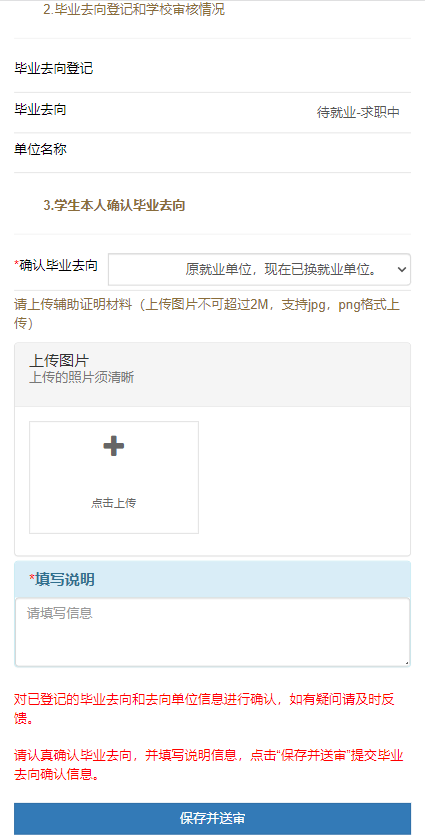 2.毕业去向登记和学校审核情况
毕业去向登记
毕业去向 待就业-求职中
单位名称
3.学生本人确认毕业去向
*确认毕业去向 原就业单位，现在已换就业单位。
请上传辅助证明材料（上传图片不可超过2M，支持jpg，png格式上
传）
上传图片
上传的照片须清晰
点击上传
*填写说明
请填写信息
对已登记的毕业去向和去向单位信息进行确认，如有疑问请及时反
馈。
请认真确认毕业去向，并填写说明信息，点击“保存并送审”提交毕业
去向确认信息。
保存并送审